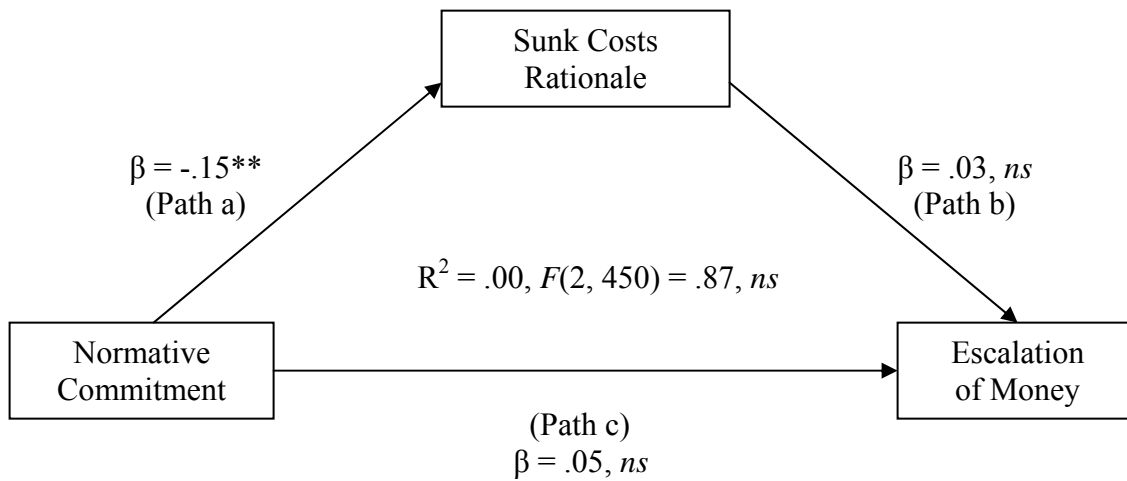 Sunk Costs
Rationale
β = -.15**
(Path a)
β = .03, ns
(Path b)
R² = .00, F(2, 450) = .87, ns
Normative
Commitment
Escalation
of Money
(Path c)
β = .05, ns